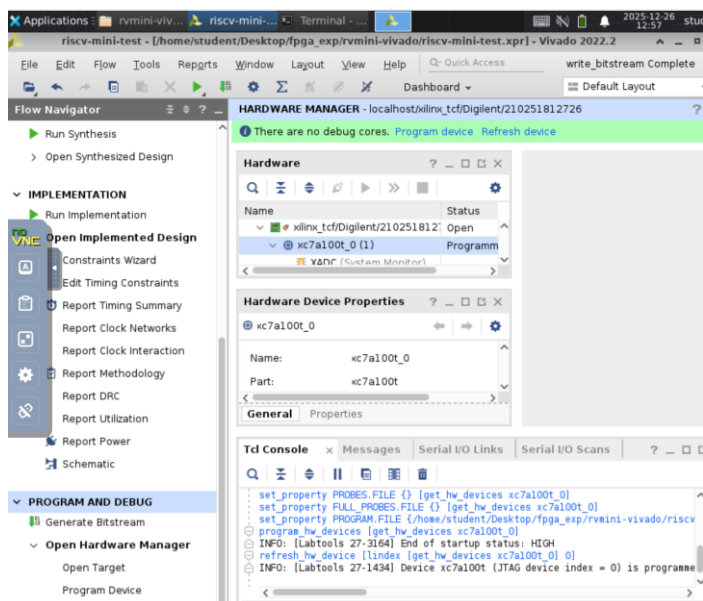 Applications : rvmini-viv... riscv-mini-... Terminal - ... 2025-12-26 12:57 stud
riscv-mini-test - [/home/student/Desktop/fpga_exp/rvmini-vivado/riscv-mini-test.xpr] - Vivado 2022.2
File Edit Flow Tools Reports Window Layout View Help Q- Quick Access write_bitstream Complete
Dashboard Default Layout
Flow Navigator
HARDWARE MANAGER - localhost/xilinx_tcf/Digilent/210251812726
Run Synthesis
There are no debug cores. Program device Refresh device
Open Synthesized Design
IMPLEMENTATION
Run Implementation
Open Implemented Design
Constraints Wizard
Edit Timing Constraints
Report Timing Summary
Report Clock Networks
Report Clock Interaction
Report Methodology
Report DRC
Report Utilization
Report Power
Schematic
PROGRAM AND DEBUG
Generate Bitstream
Open Hardware Manager
Open Target
Program Device
noVNC
Hardware
Name Status
xilinx_tcf/Digilent/210251812 Open
xc7a100t_0 (1) Programm
XADC (System Monitor)
Hardware Device Properties
xc7a100t_0
Name: xc7a100t_0
Part: xc7a100t
General Properties
Tcl Console Messages Serial I/O Links Serial I/O Scans
set_property PROBES.FILE {} [get_hw_devices xc7a100t_0]
set_property FULL_PROBES.FILE {} [get_hw_devices xc7a100t_0]
set_property PROGRAM.FILE {/home/student/Desktop/fpga_exp/rvmini-vivado/riscv
program_hw_devices [get_hw_devices xc7a100t_0]
INFO: [Labtools 27-3164] End of startup status: HIGH
refresh_hw_device [lindex [get_hw_devices xc7a100t_0] 0]
INFO: [Labtools 27-1434] Device xc7a100t (JTAG device index = 0) is programme